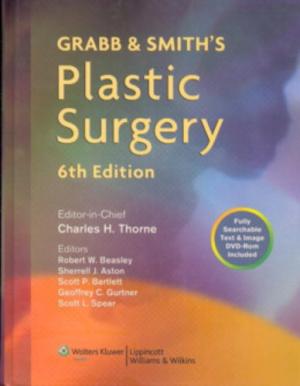 GRABB & SMITH'S
Plastic
Surgery
6th Edition
Editor-in-Chief
Charles H. Thorne
Editors
Robert W. Beasley
Sherrell J. Aston
Scott P. Bartlett
Geoffrey C. Gurtner
Scott L. Spear
Fully
Searchable
Text & Image
DVD-Rom
Included
Wolters Kluwer
Lippincott
Williams & Wilkins